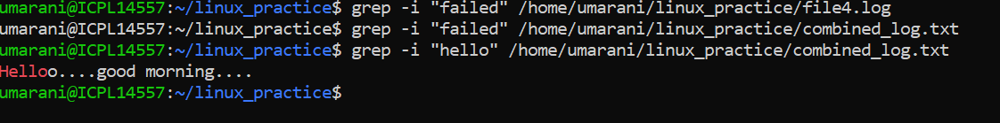 umarani@ICPL14557:~/linux_practice$ grep -i "failed" /home/umarani/linux_practice/file4.log
umarani@ICPL14557:~/linux_practice$ grep -i "failed" /home/umarani/linux_practice/combined_log.txt
umarani@ICPL14557:~/linux_practice$ grep -i "hello" /home/umarani/linux_practice/combined_log.txt
Helloo....good morning....
umarani@ICPL14557:~/linux_practice$